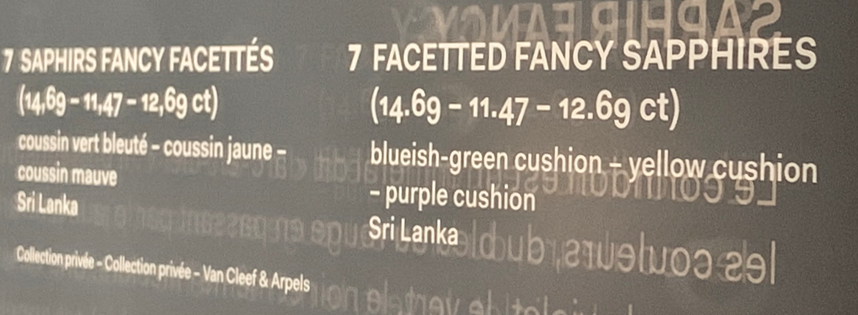 7 SAPHIRS FANCY FACETTÉS
(14,69 – 11,47 – 12,69 ct)
coussin vert bleuté – coussin jaune –
coussin mauve
Sri Lanka
Collection privée – Collection privée – Van Cleef & Arpels
7 FACETTED FANCY SAPPHIRES
(14.69 – 11.47 – 12.69 ct)
blueish-green cushion – yellow cushion
– purple cushion
Sri Lanka